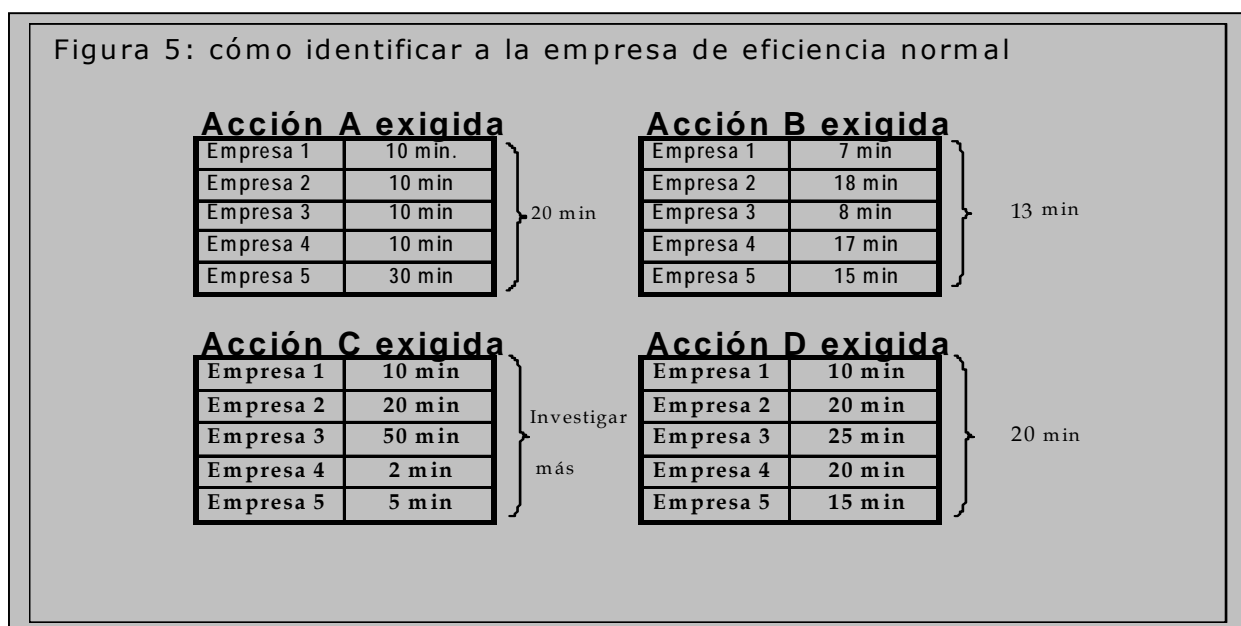 Figura 5: cómo identificar a la empresa de eficiencia normal
Acción A exigida
Empresa 1 10 min.
Empresa 2 10 min
Empresa 3 10 min
Empresa 4 10 min
Empresa 5 30 min
20 min
Acción B exigida
Empresa 1 7 min
Empresa 2 18 min
Empresa 3 8 min
Empresa 4 17 min
Empresa 5 15 min
13 min
Acción C exigida
Empresa 1 10 min
Empresa 2 20 min
Empresa 3 50 min
Empresa 4 2 min
Empresa 5 5 min
Investigar
más
Acción D exigida
Empresa 1 10 min
Empresa 2 20 min
Empresa 3 25 min
Empresa 4 20 min
Empresa 5 15 min
20 min